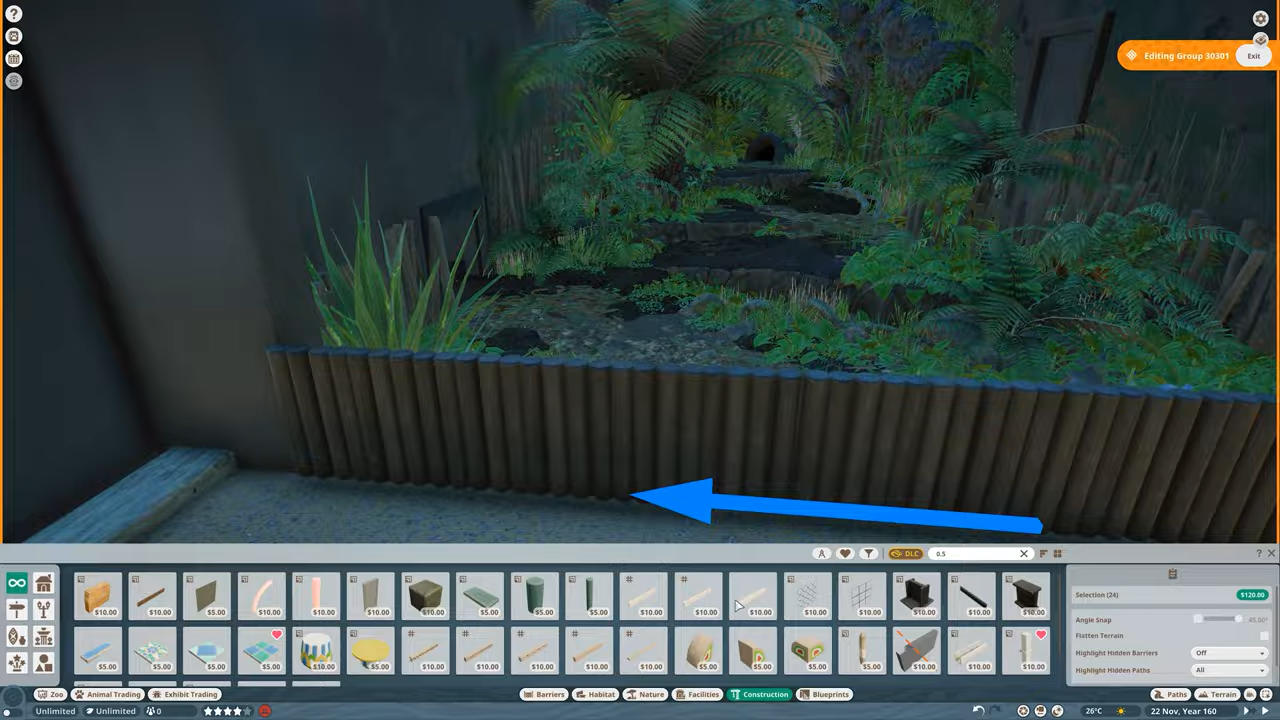 ?
Editing Group 30301
Exit
DLC
0.5
?
$10.00 $10.00 $5.00 $10.00 $10.00 $10.00 $10.00 $5.00 $5.00 $5.00 $10.00 $10.00 $10.00 $10.00 $10.00 $10.00 $10.00 $10.00
$5.00 $5.00 $5.00 $5.00 $5.00 $5.00 $10.00 $10.00 $10.00 $10.00 $10.00 $5.00 $5.00 $5.00 $5.00 $10.00 $10.00 $10.00
Selection (24)
$120.00
Angle Snap
45.00°
Flatten Terrain
Highlight Hidden Barriers
Off
Highlight Hidden Paths
All
Zoo Animal Trading Exhibit Trading Barriers Habitat Nature Facilities Construction Blueprints Paths Terrain
Unlimited Unlimited 0 26°C 22 Nov, Year 160